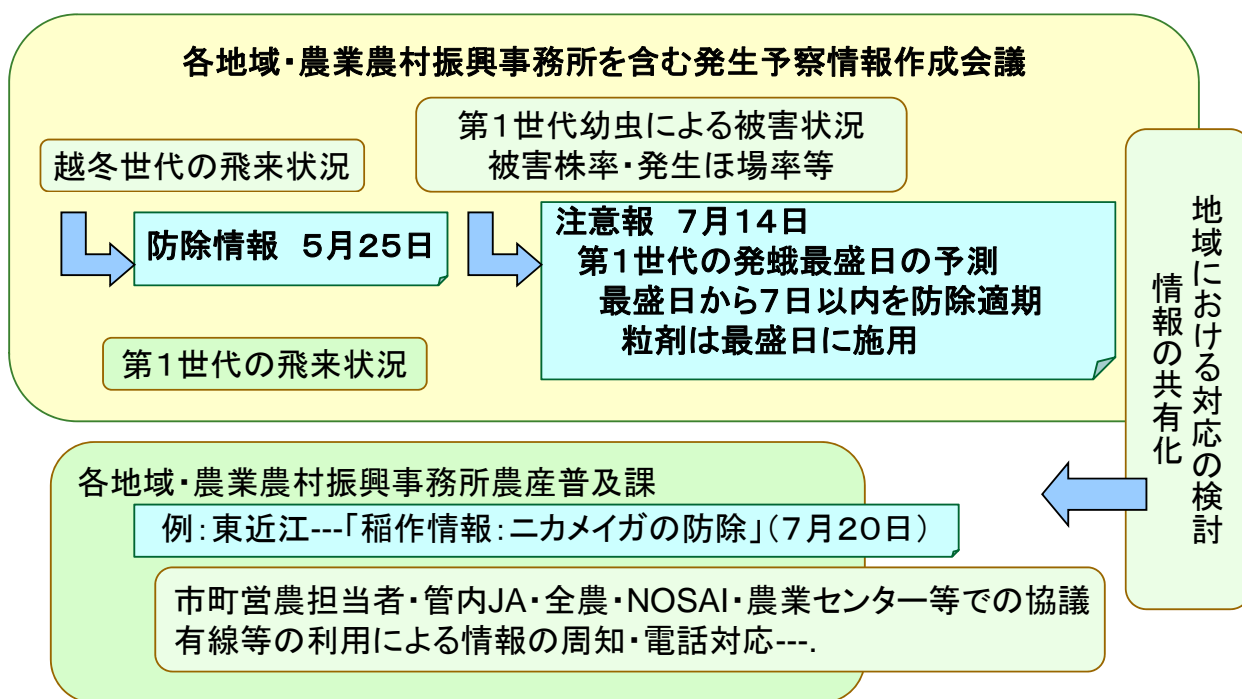 各地域・農業農村振興事務所を含む発生予察情報作成会議
越冬世代の飛来状況
防除情報　５月２５日
第１世代幼虫による被害状況
被害株率・発生ほ場率等
注意報　７月１４日
第１世代の発蛾最盛日の予測
最盛日から７日以内を防除適期
粒剤は最盛日に施用
第１世代の飛来状況
地域における対応の検討
情報の共有化
各地域・農業農村振興事務所農産普及課
例：東近江---「稲作情報：ニカメイガの防除」（７月２０日）
市町営農担当者・管内JA・全農・NOSAI・農業センター等での協議
有線等の利用による情報の周知・電話対応---.